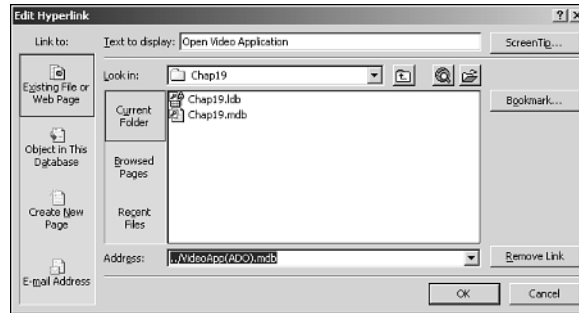 Edit Hyperlink
Link to:
Text to display: Open Video Application
ScreenTip...
Existing File or
Web Page
Look in: Chap19
Current
Folder
Chap19.ldb
Chap19.mdb
Bookmark...
Object in This
Database
Browsed
Pages
Create New
Page
Recent
Files
E-mail Address
Address: ../VideoApp(ADO).mdb
Remove Link
OK
Cancel